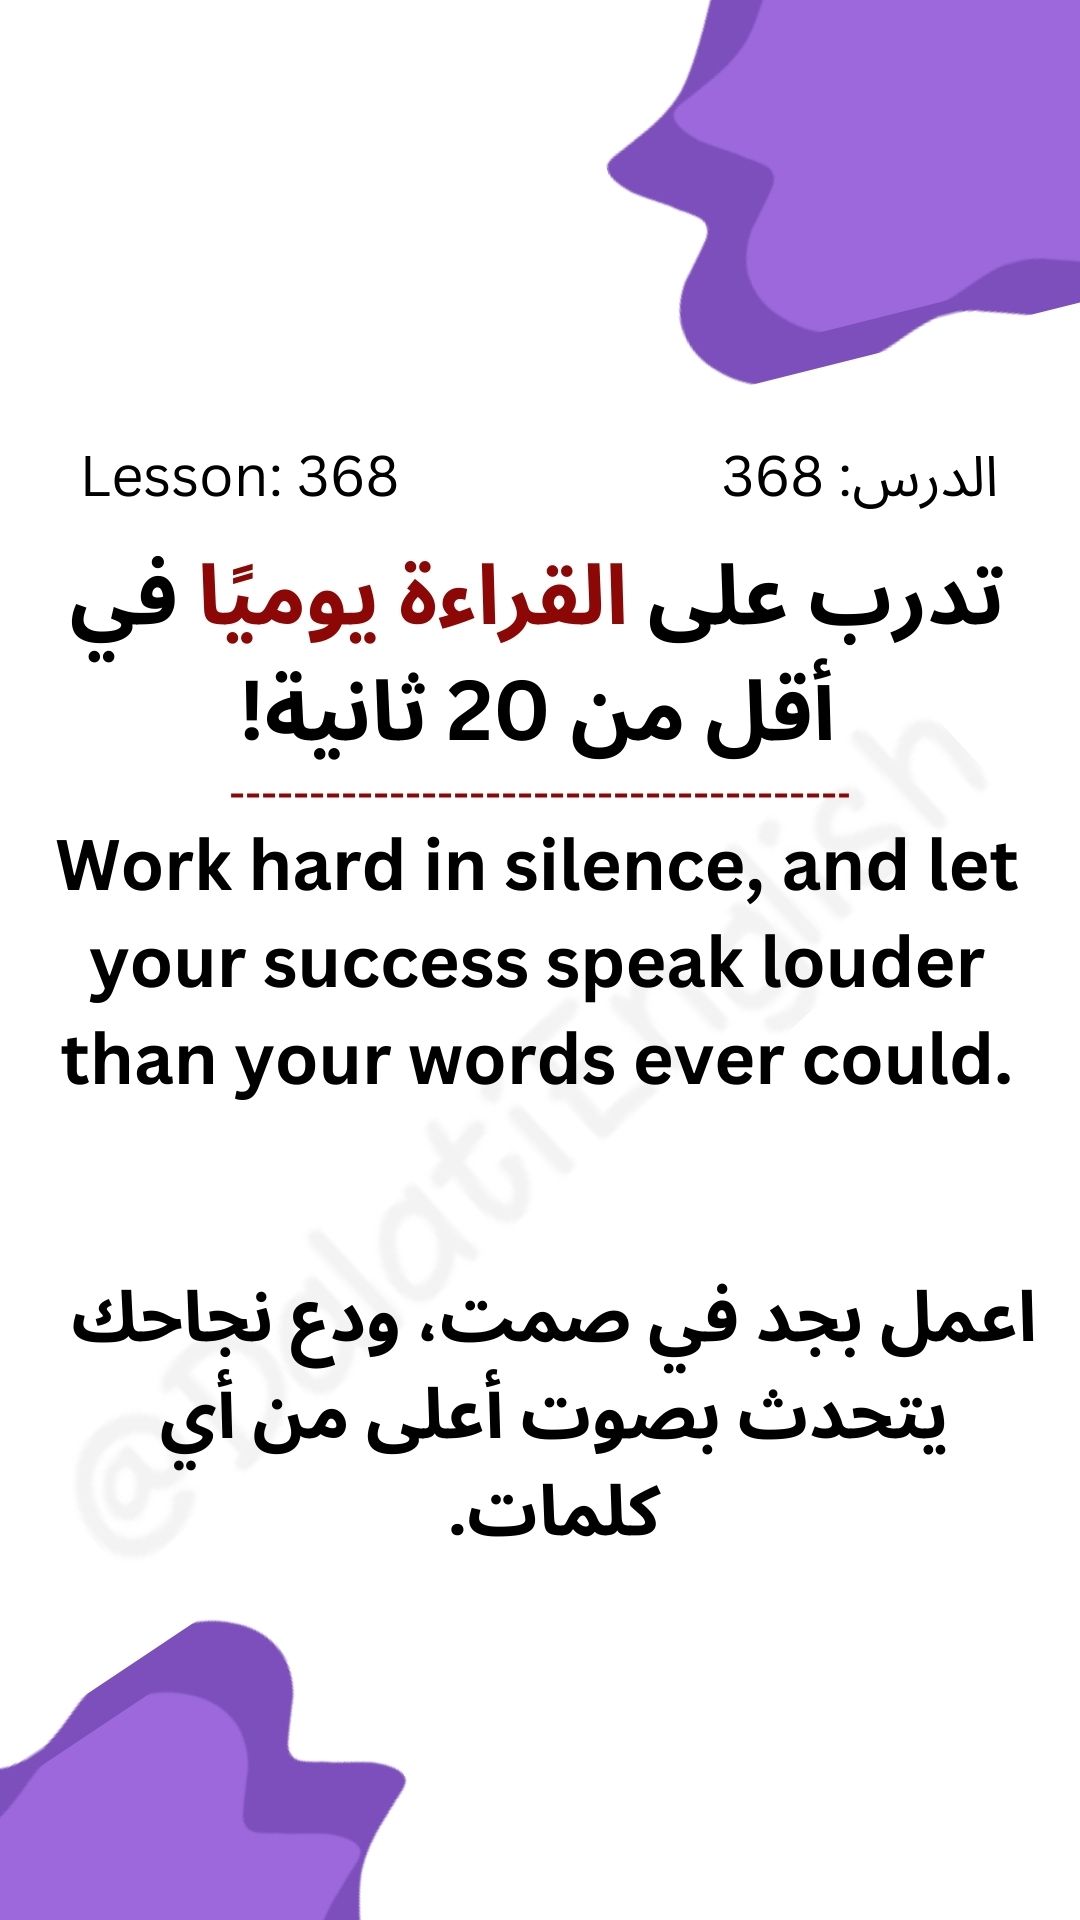 Lesson: 368
الدرس: 368
تدرب على القراءة يوميًا في
أقل من 20 ثانية!
--------------------------------------
Work hard in silence, and let
your success speak louder
than your words ever could.
اعمل بجد في صمت، ودع نجاحك
يتحدث بصوت أعلى من أي
كلمات.
@DalatiEnglish